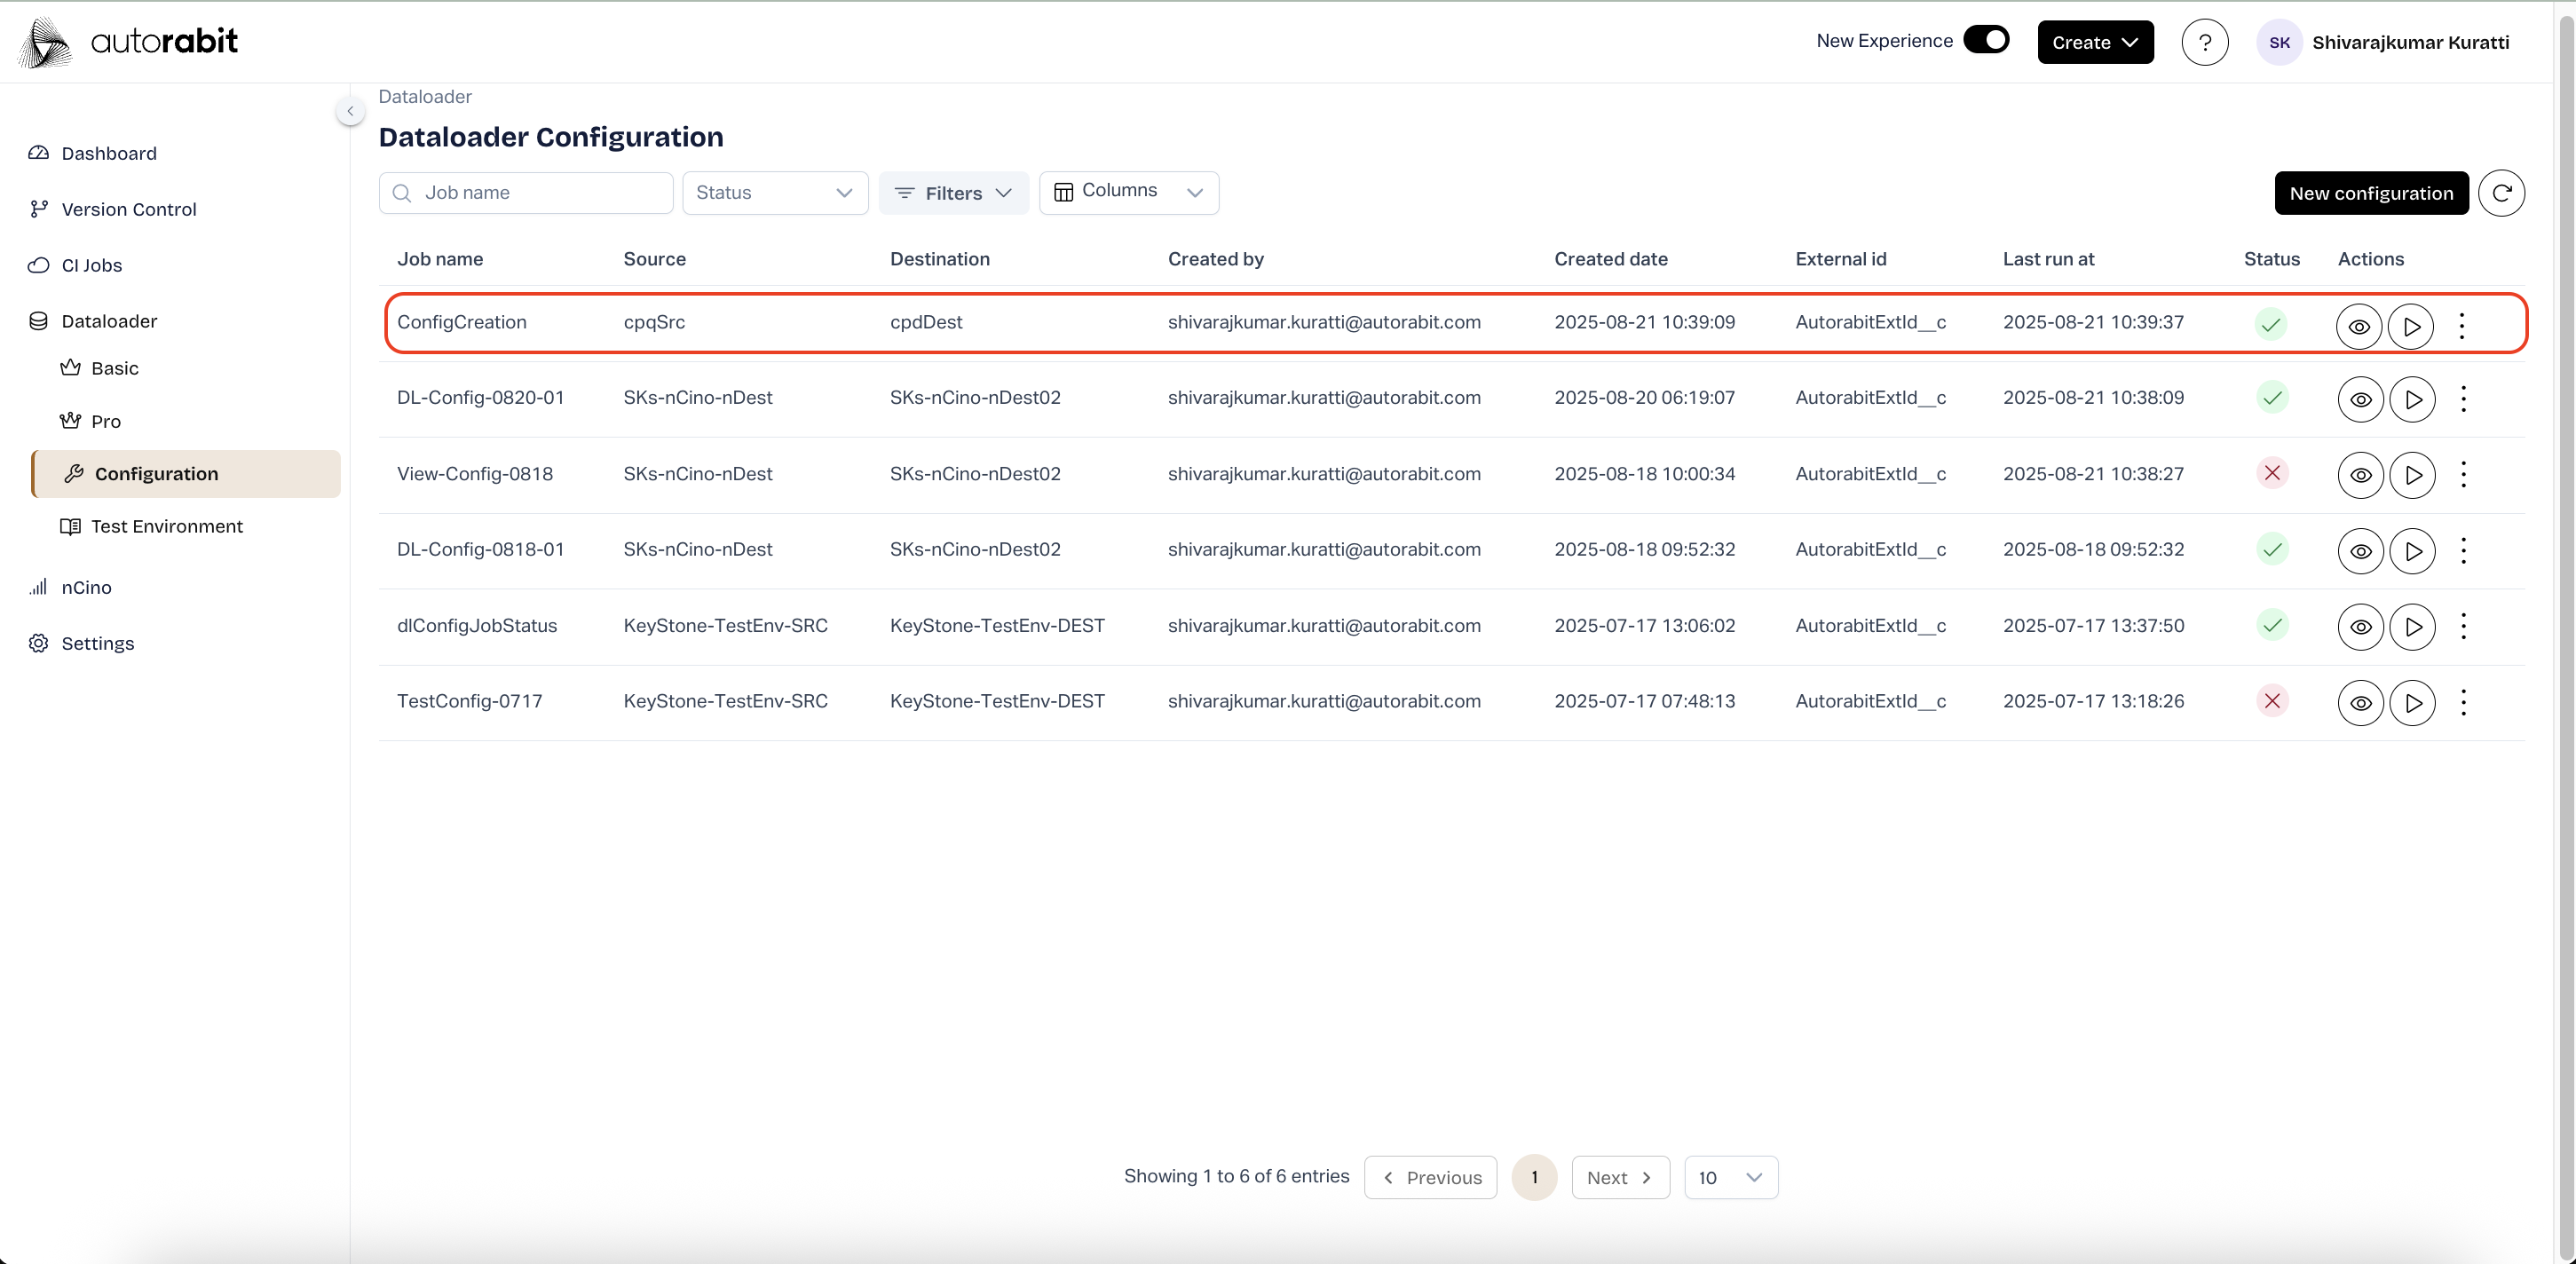 autorabit
New Experience Create ? SK Shivarajkumar Kuratti
Dashboard
Version Control
CI Jobs
Dataloader
Basic
Pro
Configuration
Test Environment
nCino
Settings
Dataloader
Dataloader Configuration
Job name Status Filters Columns New configuration
Job name Source Destination Created by Created date External id Last run at Status Actions
ConfigCreation cpqSrc cpdDest shivarajkumar.kuratti@autorabit.com 2025-08-21 10:39:09 AutorabitExtId__c 2025-08-21 10:39:37
DL-Config-0820-01 SKs-nCino-nDest SKs-nCino-nDest02 shivarajkumar.kuratti@autorabit.com 2025-08-20 06:19:07 AutorabitExtId__c 2025-08-21 10:38:09
View-Config-0818 SKs-nCino-nDest SKs-nCino-nDest02 shivarajkumar.kuratti@autorabit.com 2025-08-18 10:00:34 AutorabitExtId__c 2025-08-21 10:38:27
DL-Config-0818-01 SKs-nCino-nDest SKs-nCino-nDest02 shivarajkumar.kuratti@autorabit.com 2025-08-18 09:52:32 AutorabitExtId__c 2025-08-18 09:52:32
dlConfigJobStatus KeyStone-TestEnv-SRC KeyStone-TestEnv-DEST shivarajkumar.kuratti@autorabit.com 2025-07-17 13:06:02 AutorabitExtId__c 2025-07-17 13:37:50
TestConfig-0717 KeyStone-TestEnv-SRC KeyStone-TestEnv-DEST shivarajkumar.kuratti@autorabit.com 2025-07-17 07:48:13 AutorabitExtId__c 2025-07-17 13:18:26
Showing 1 to 6 of 6 entries Previous 1 Next 10